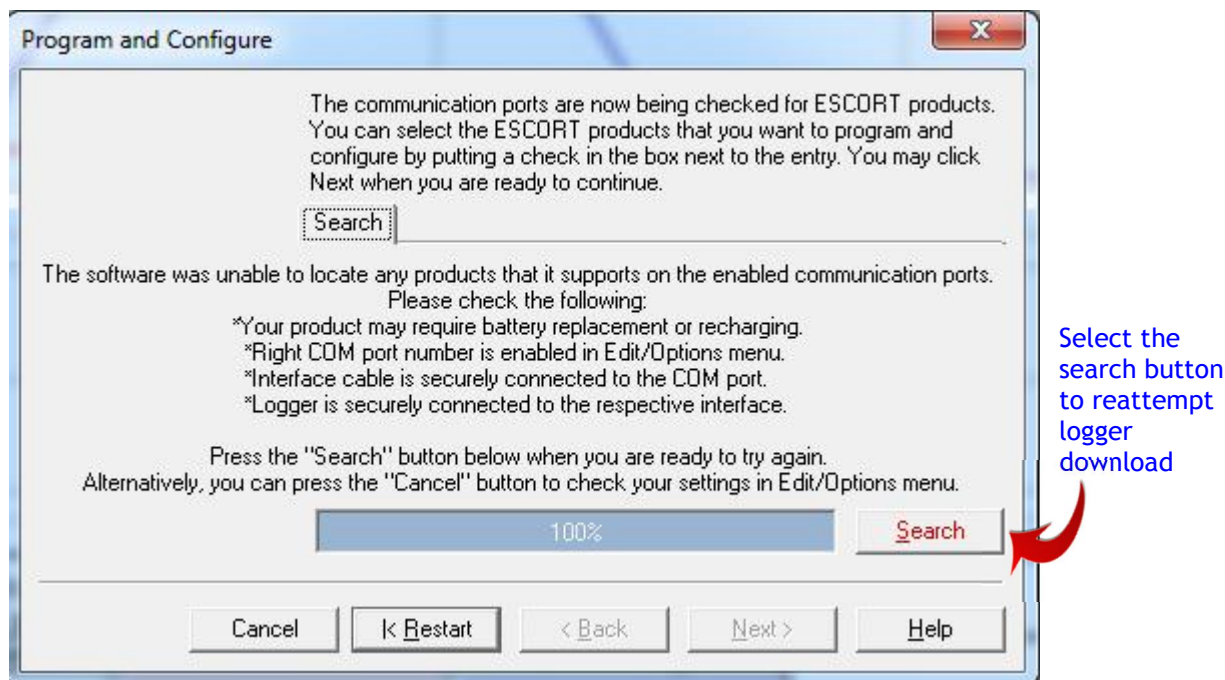 Program and Configure
The communication ports are now being checked for ESCORT products.
You can select the ESCORT products that you want to program and
configure by putting a check in the box next to the entry. You may click
Next when you are ready to continue.
Search
The software was unable to locate any products that it supports on the enabled communication ports.
Please check the following:
*Your product may require battery replacement or recharging.
*Right COM port number is enabled in Edit/Options menu.
*Interface cable is securely connected to the COM port.
*Logger is securely connected to the respective interface.
Press the "Search" button below when you are ready to try again.
Alternatively, you can press the "Cancel" button to check your settings in Edit/Options menu.
100%
Search
Cancel
|< Restart
< Back
Next >
Help
Select the
search button
to reattempt
logger
download